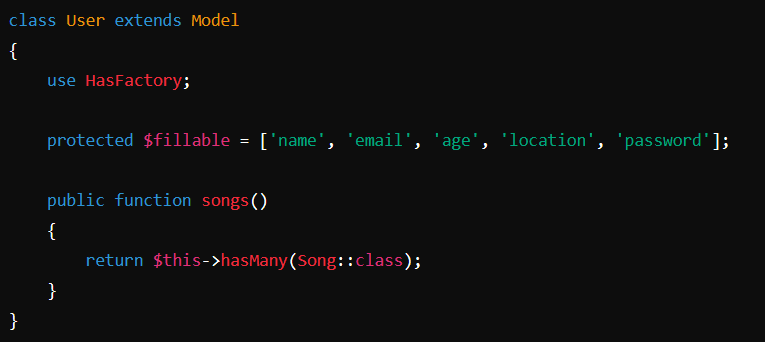 class User extends Model
{
    use HasFactory;
    protected $fillable = ['name', 'email', 'age', 'location', 'password'];
    public function songs()
    {
        return $this->hasMany(Song::class);
    }
}